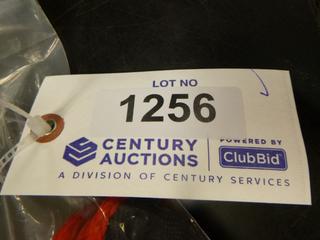 LOT NO
1256
CENTURY AUCTIONS
POWERED BY
ClubBid
A DIVISION OF CENTURY SERVICES